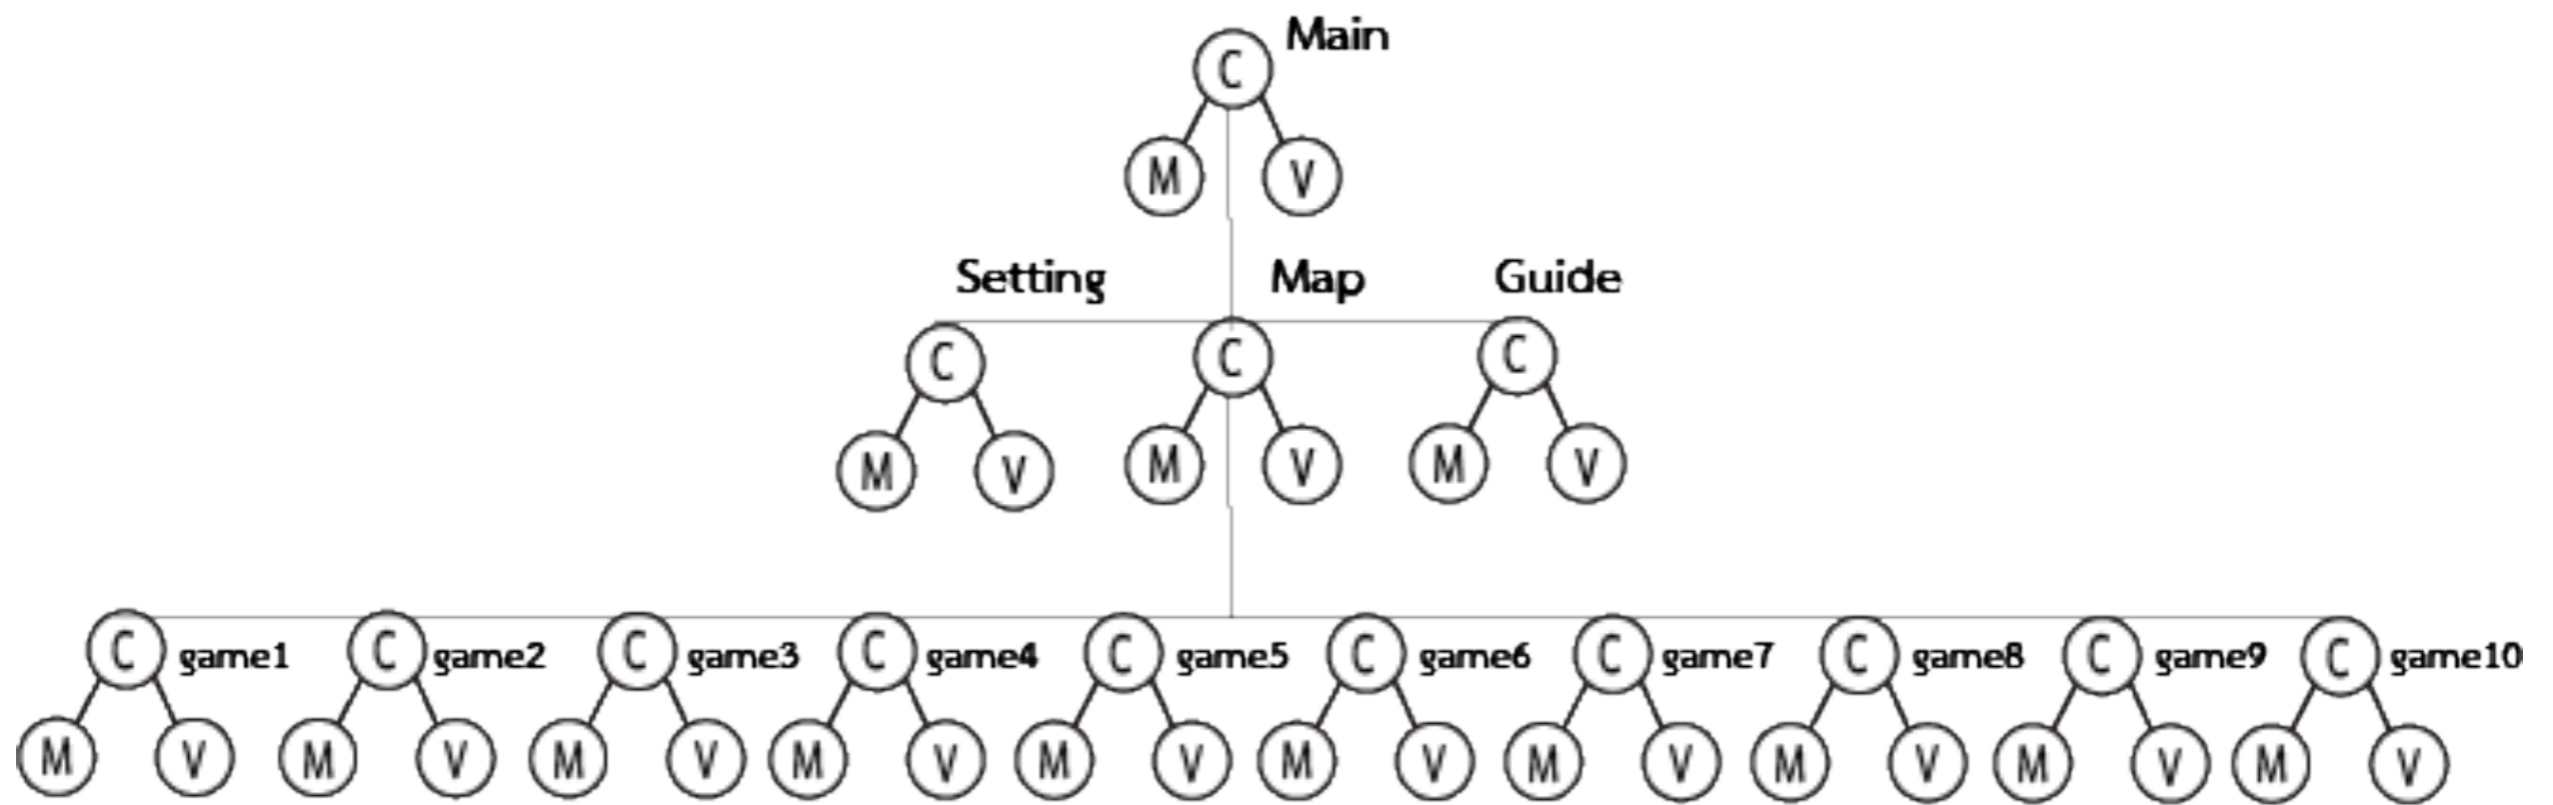 Main
C
M V
Setting Map Guide
C C C
M V M V M V
C game1 C game2 C game3 C game4 C game5 C game6 C game7 C game8 C game9 C game10
M V M V M V M V M V M V M V M V M V M V